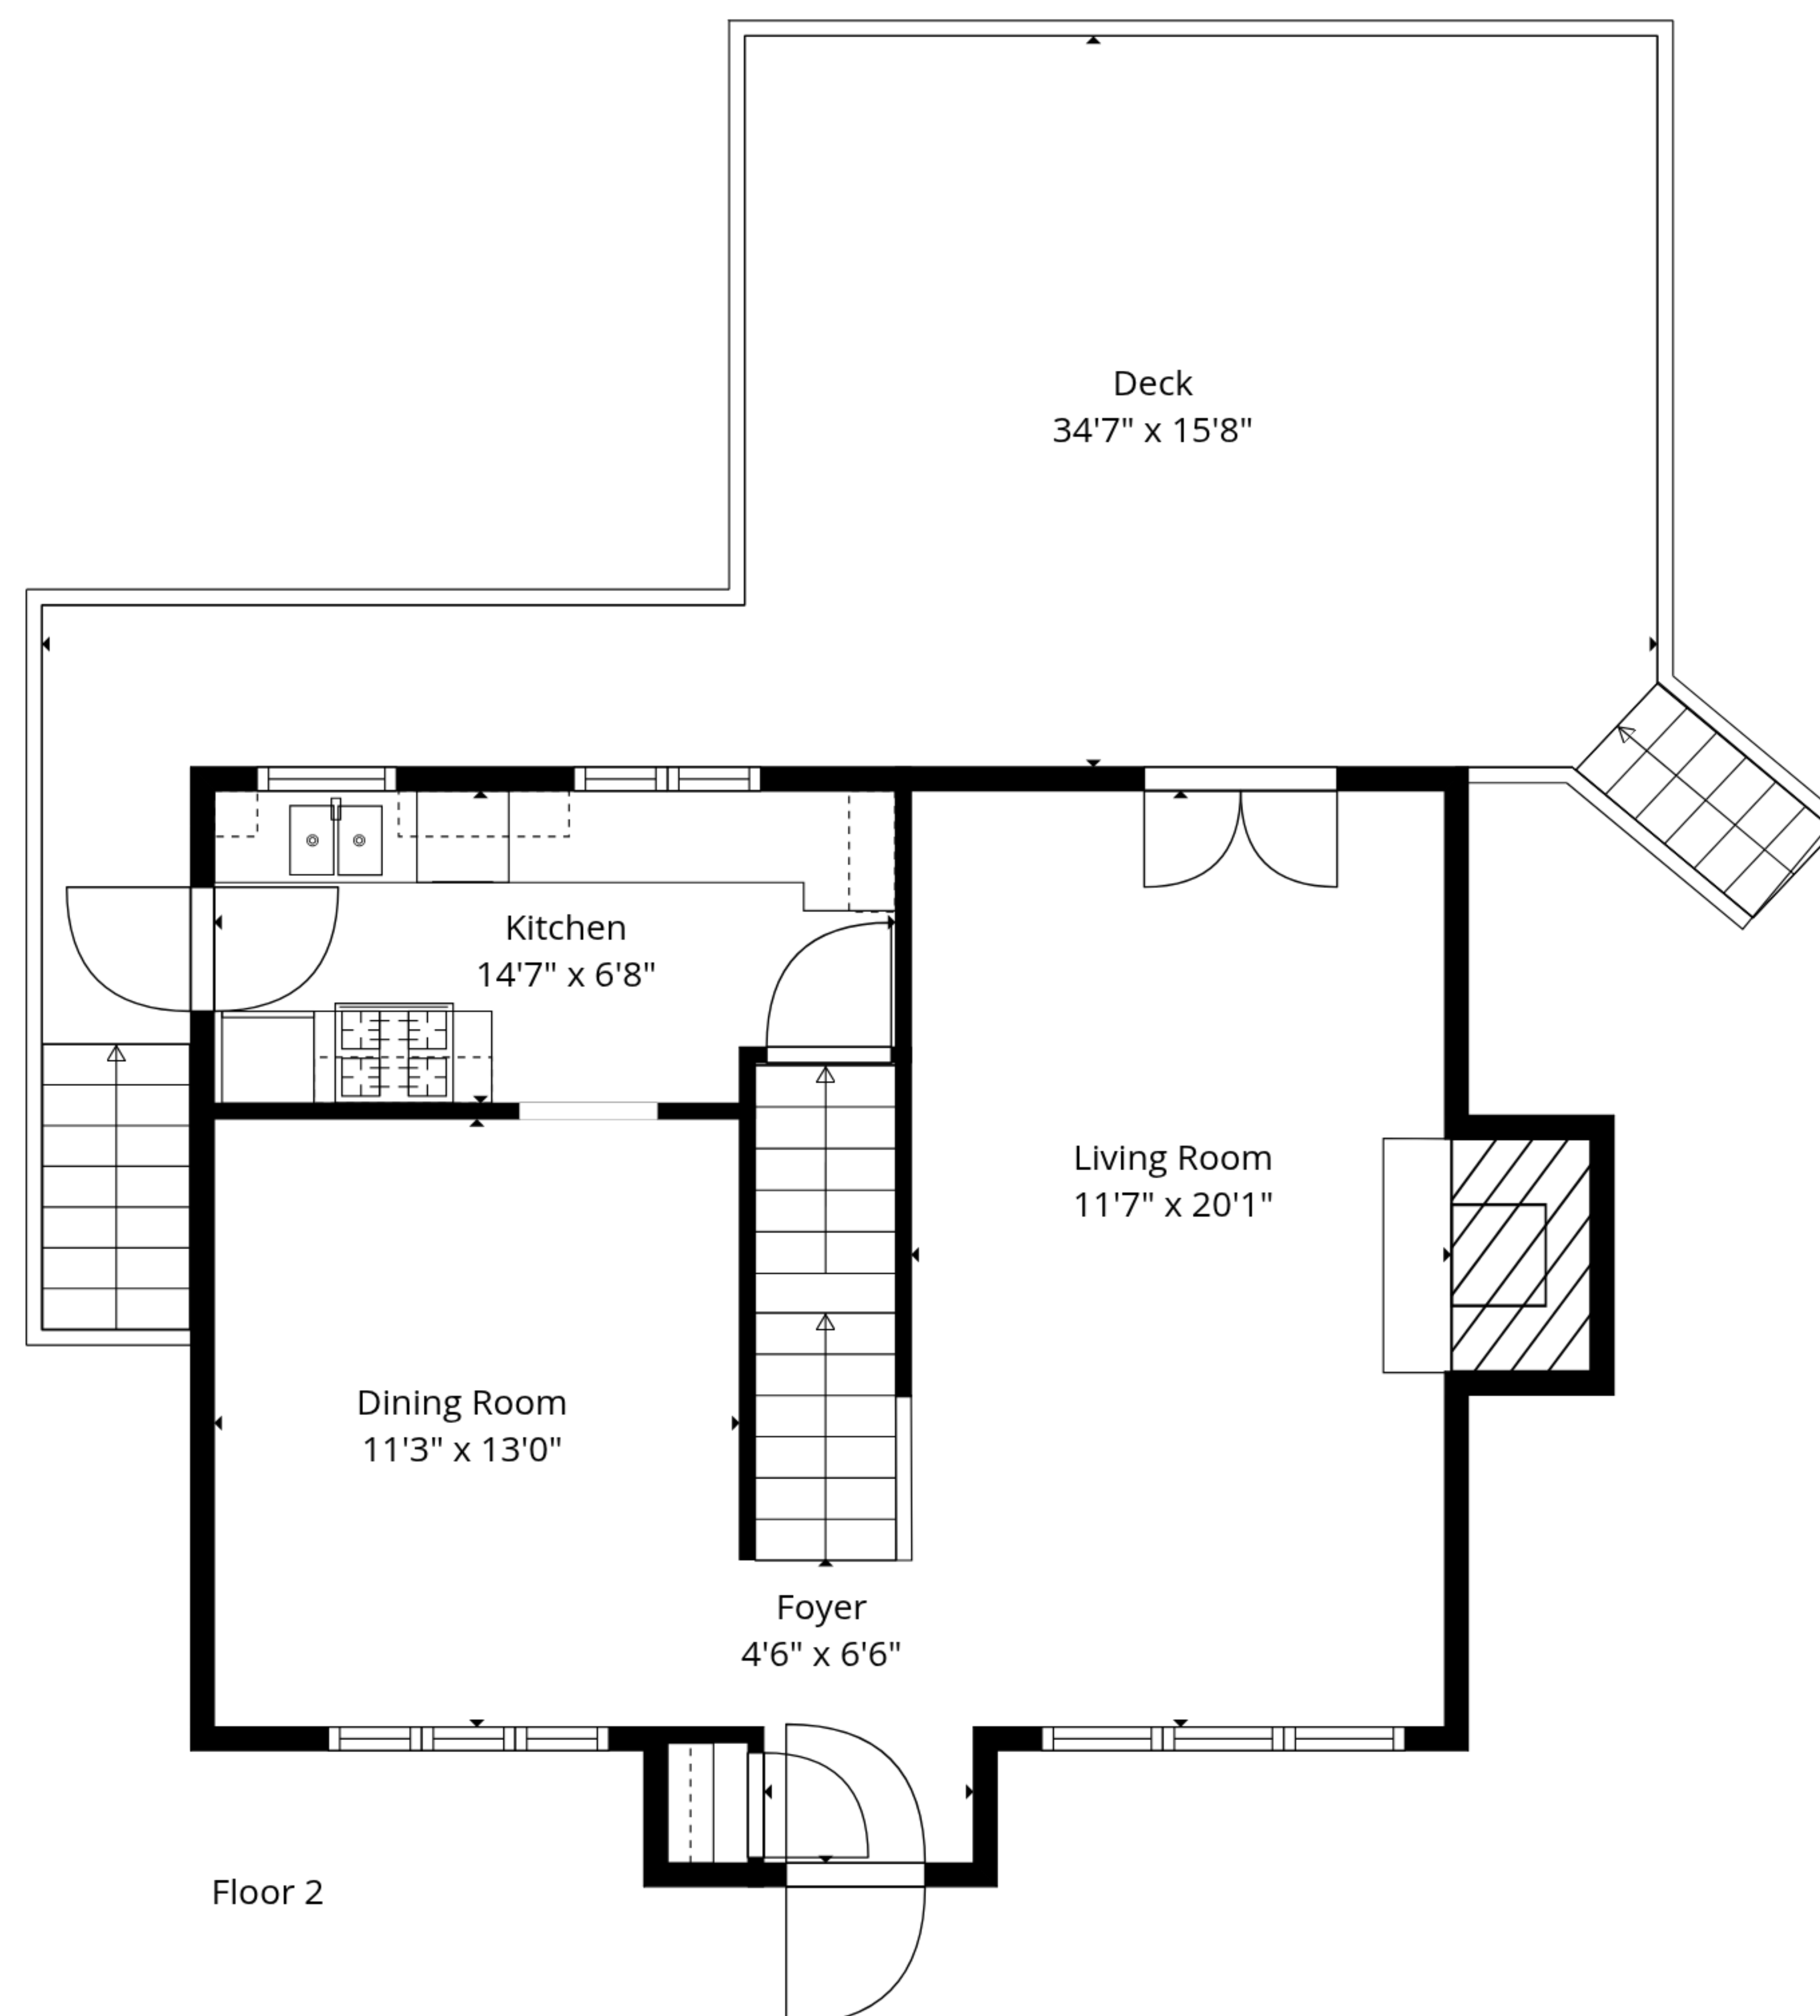 Deck
34'7" x 15'8"
Kitchen
14'7" x 6'8"
Living Room
11'7" x 20'1"
Dining Room
11'3" x 13'0"
Foyer
4'6" x 6'6"
Floor 2